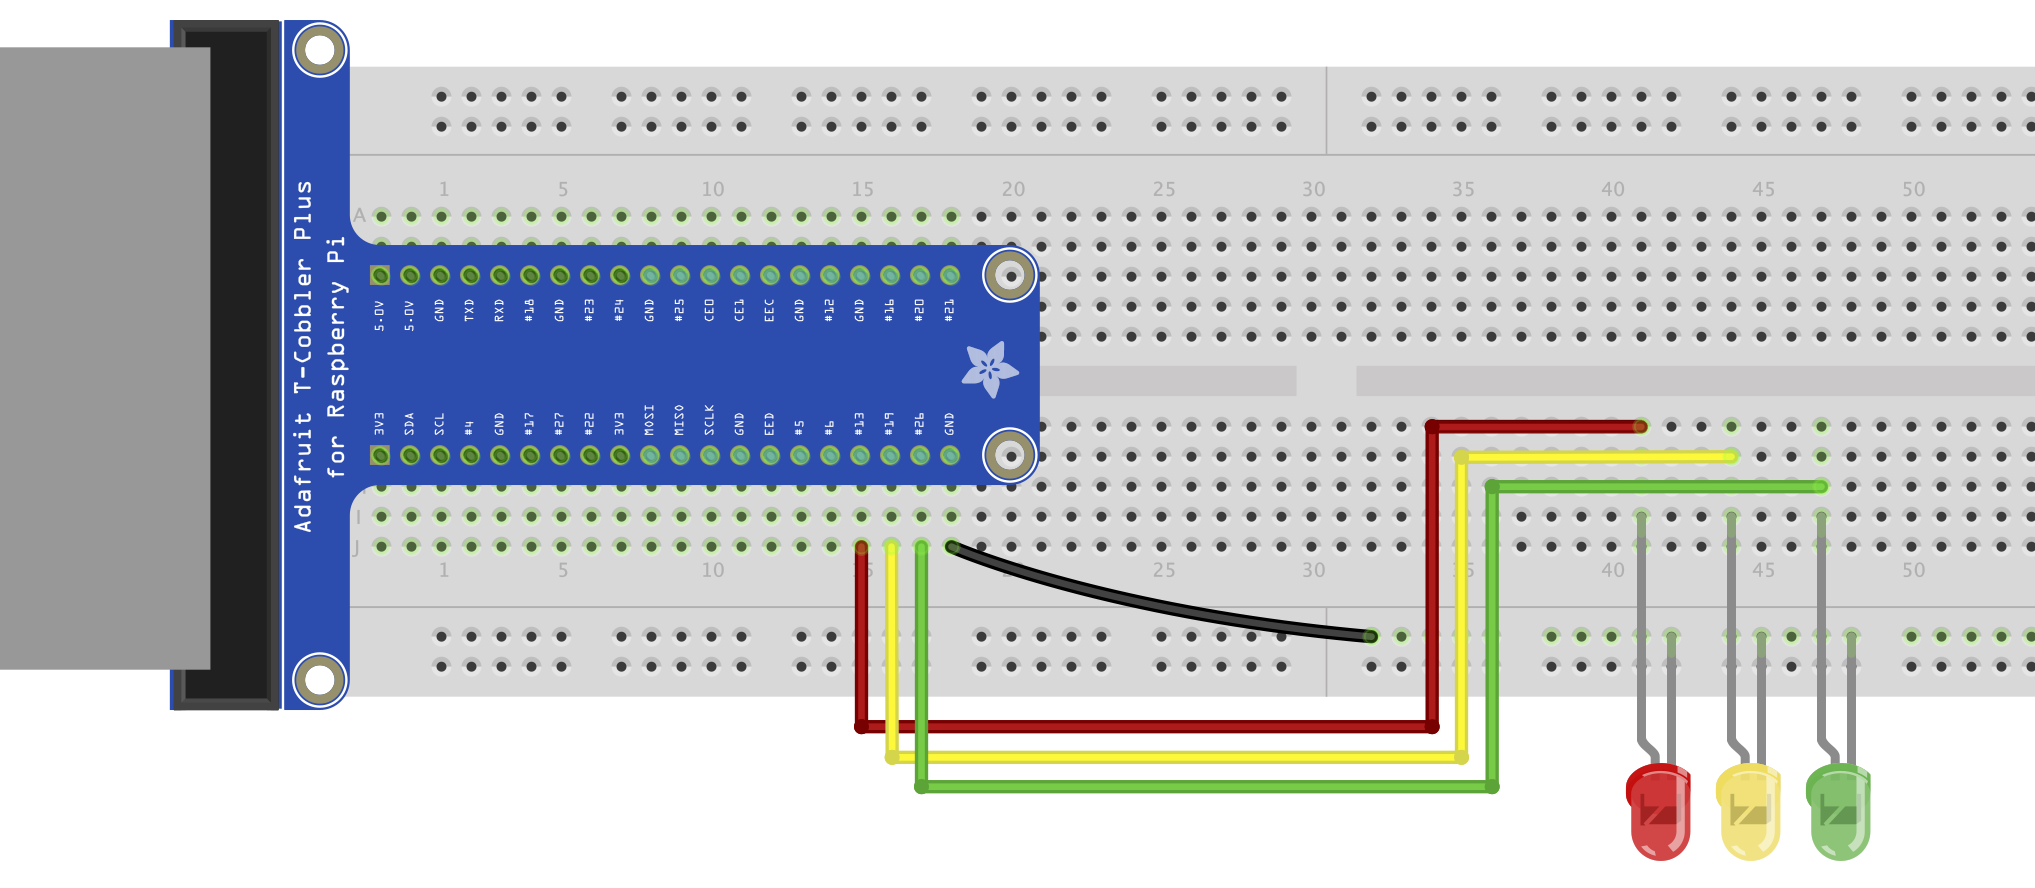 Adafruit T-Cobbler Plus
for Raspberry Pi
1 5 10 15 20 25 30 35 40 45 50
A
5.0V 5.0V GND TXD RXD #18 GND #23 #24 GND #25 CE0 CE1 EEC GND #12 GND #16 #20 #21
3V3 SDA SCL #4 GND #17 #27 #22 3V3 MOSI MISO SCLK GND EED #5 #6 #13 #19 #26 GND
I
J
1 5 10 25 30 40 45 50